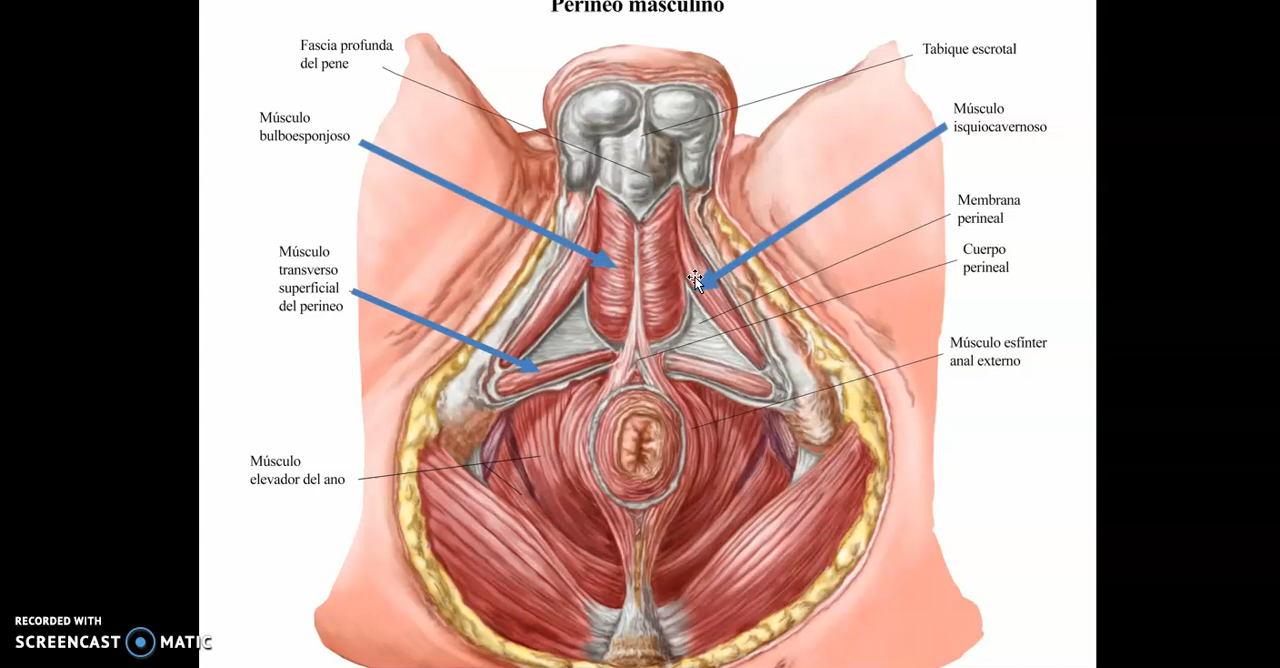 Perineo masculino
Fascia profunda
del pene
Tabique escrotal
Músculo
bulboesponjoso
Músculo
isquiocavernoso
Membrana
perineal
Músculo
transverso
superficial
del perineo
Cuerpo
perineal
Músculo esfínter
anal externo
Músculo
elevador del ano
RECORDED WITH
SCREENCAST MATIC